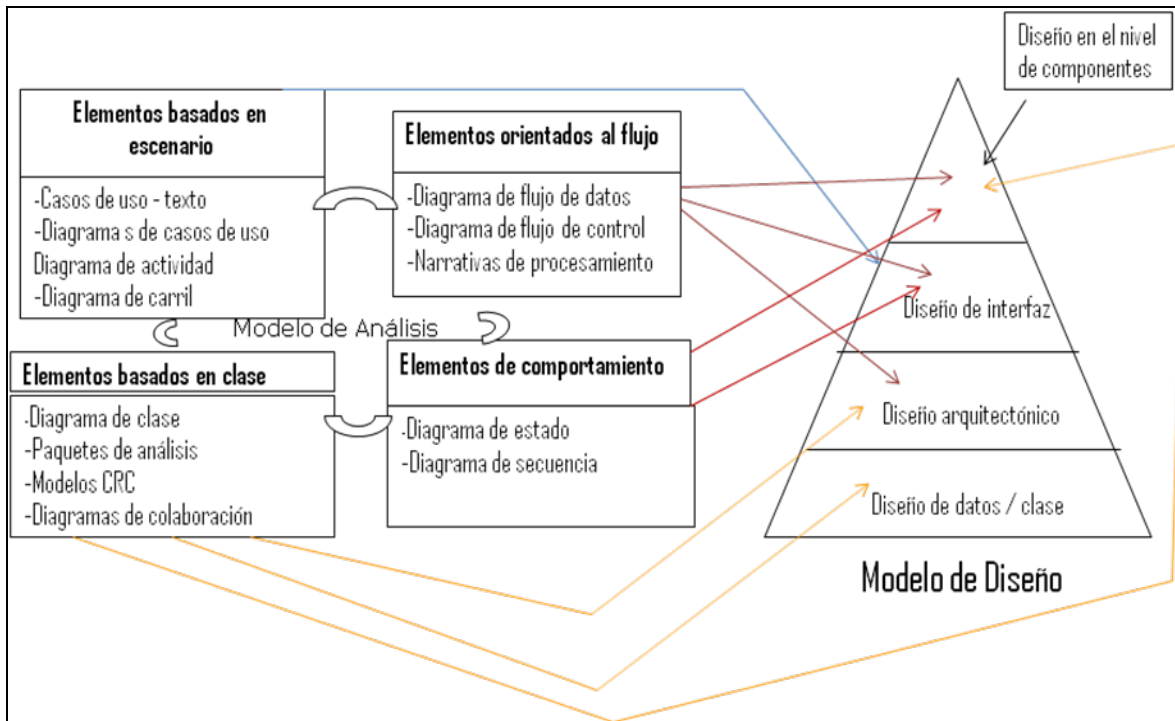 Diseño en el nivel
de componentes
Elementos basados en
escenario
-Casos de uso - texto
-Diagrama s de casos de uso
Diagrama de actividad
-Diagrama de carril
Elementos orientados al flujo
-Diagrama de flujo de datos
-Diagrama de flujo de control
-Narrativas de procesamiento
Modelo de Análisis
Elementos basados en clase
-Diagrama de clase
-Paquetes de análisis
-Modelos CRC
-Diagramas de colaboración
Elementos de comportamiento
-Diagrama de estado
-Diagrama de secuencia
Diseño de interfaz
Diseño arquitectónico
Diseño de datos / clase
Modelo de Diseño